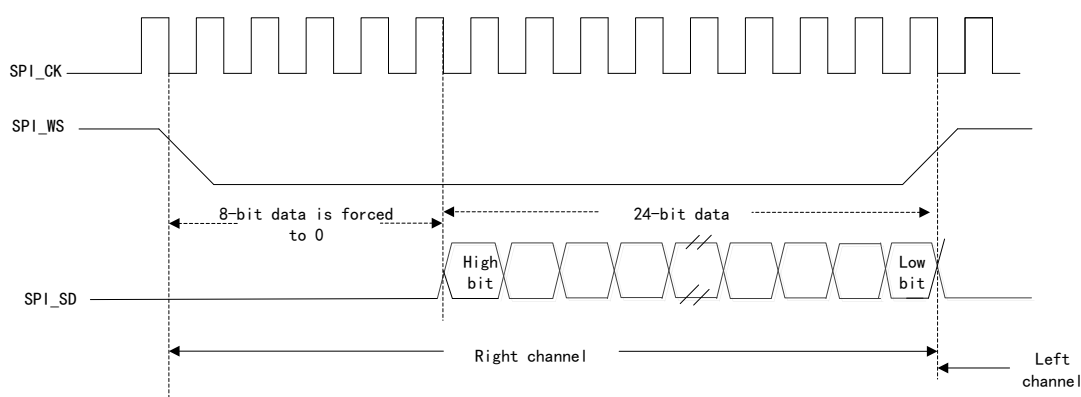 SPI_CK
SPI_WS
8-bit data is forced
to 0
24-bit data
High
bit
Low
bit
SPI_SD
Right channel
Left
channel